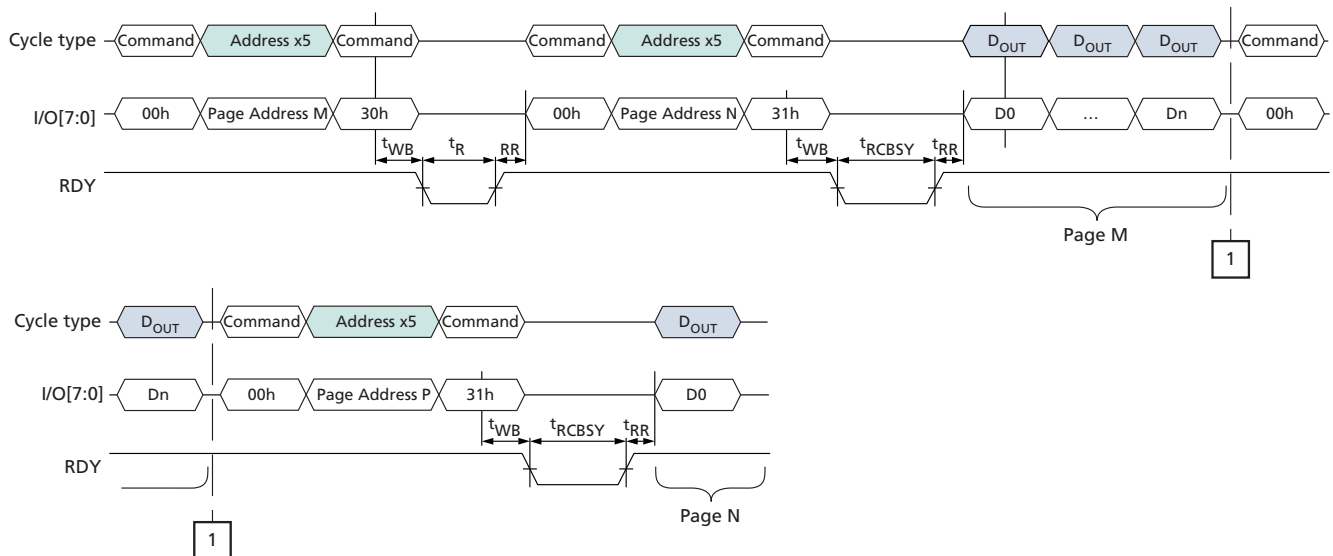 Cycle type Command Address x5 Command Command Address x5 Command DOUT DOUT DOUT Command
I/O[7:0] 00h Page Address M 30h 00h Page Address N 31h D0 ... Dn 00h
tWB tR RR tWB tRCBSY tRR
RDY
Page M
1
Cycle type DOUT Command Address x5 Command DOUT
I/O[7:0] Dn 00h Page Address P 31h D0
tWB tRCBSY tRR
RDY
Page N
1